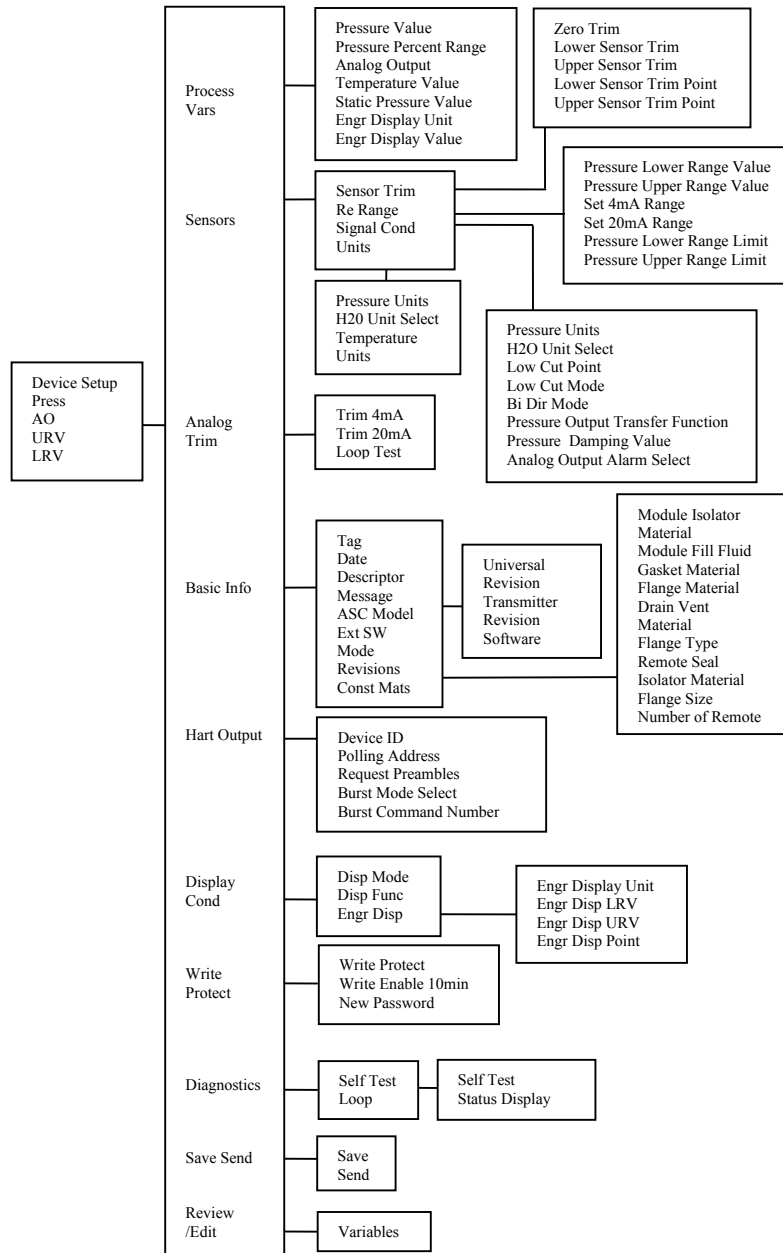 Device Setup
Press
AO
URV
LRV
Process
Vars
Pressure Value
Pressure Percent Range
Analog Output
Temperature Value
Static Pressure Value
Engr Display Unit
Engr Display Value
Zero Trim
Lower Sensor Trim
Upper Sensor Trim
Lower Sensor Trim Point
Upper Sensor Trim Point
Sensors
Sensor Trim
Re Range
Signal Cond
Units
Pressure Lower Range Value
Pressure Upper Range Value
Set 4mA Range
Set 20mA Range
Pressure Lower Range Limit
Pressure Upper Range Limit
Pressure Units
H20 Unit Select
Temperature
Units
Pressure Units
H2O Unit Select
Low Cut Point
Low Cut Mode
Bi Dir Mode
Pressure Output Transfer Function
Pressure Damping Value
Analog Output Alarm Select
Analog
Trim
Trim 4mA
Trim 20mA
Loop Test
Basic Info
Tag
Date
Descriptor
Message
ASC Model
Ext SW
Mode
Revisions
Const Mats
Universal
Revision
Transmitter
Revision
Software
Module Isolator
Material
Module Fill Fluid
Gasket Material
Flange Material
Drain Vent
Material
Flange Type
Remote Seal
Isolator Material
Flange Size
Number of Remote
Hart Output
Device ID
Polling Address
Request Preambles
Burst Mode Select
Burst Command Number
Display
Cond
Disp Mode
Disp Func
Engr Disp
Engr Display Unit
Engr Disp LRV
Engr Disp URV
Engr Disp Point
Write
Protect
Write Protect
Write Enable 10min
New Password
Diagnostics
Self Test
Loop
Self Test
Status Display
Save Send
Save
Send
Review
/Edit
Variables